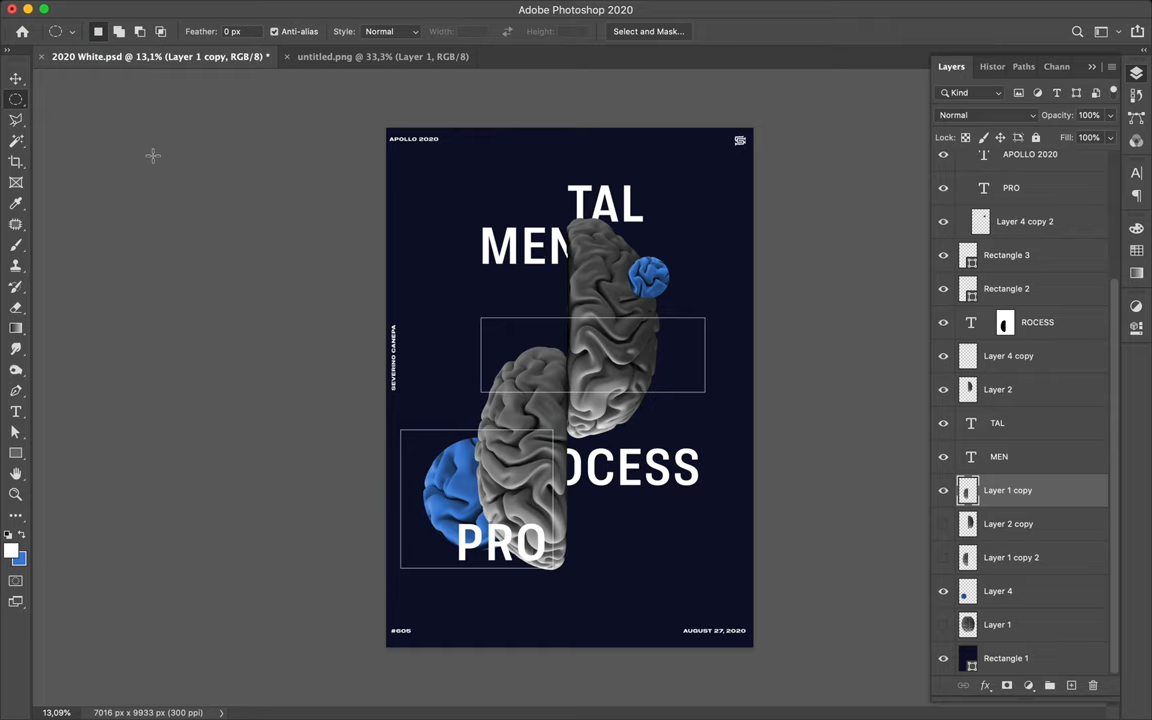 Adobe Photoshop 2020
Feather: 0 px
Anti-alias
Style: Normal
Width:
Height:
Select and Mask...
2020 White.psd @ 13,1% (Layer 1 copy, RGB/8) *
untitled.png @ 33,3% (Layer 1, RGB/8)
Layers
Histor
Paths
Chann
Kind
Normal
Opacity: 100%
Lock:
Fill: 100%
APOLLO 2020
PRO
Layer 4 copy 2
Rectangle 3
Rectangle 2
ROCESS
Layer 4 copy
Layer 2
TAL
MEN
Layer 1 copy
Layer 2 copy
Layer 1 copy 2
Layer 4
Layer 1
Rectangle 1
APOLLO 2020
TAL
MEN
SEVERINO CANEPA
OCESS
PRO
#605
AUGUST 27, 2020
13,09%
7016 px x 9933 px (300 ppi)